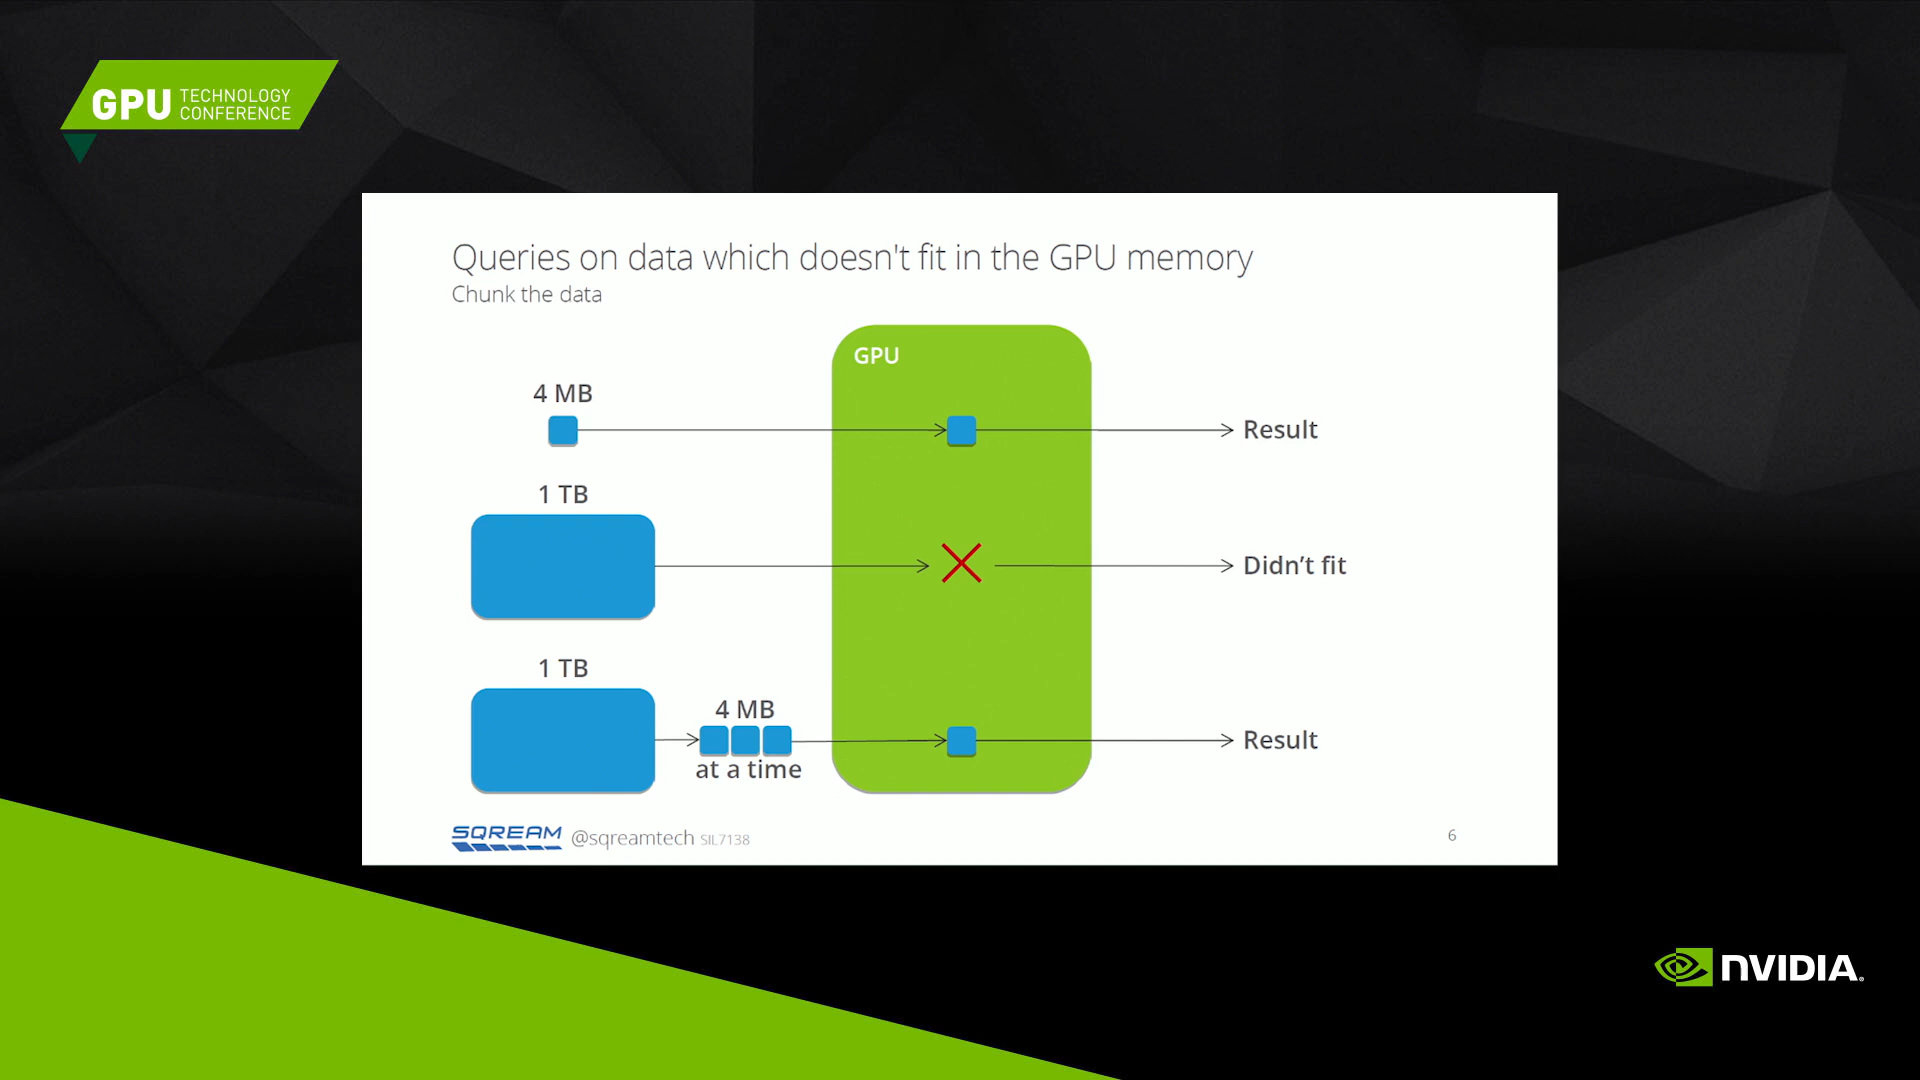 GPU TECHNOLOGY
CONFERENCE
Queries on data which doesn't fit in the GPU memory
Chunk the data
GPU
4 MB
Result
1 TB
Didn’t fit
1 TB
4 MB
at a time
Result
SQREAM @sqreamtech SIL7138
6
NVIDIA.